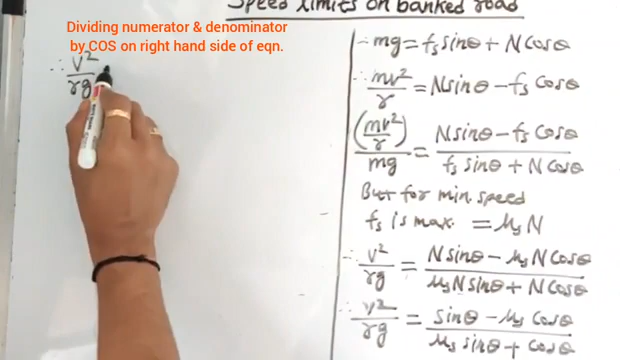 Speed limits on banked road
Dividing numerator & denominator
by COS on right hand side of eqn.
∴ v²/rg
∴ mg = fs sinθ + N cosθ
∴ mv²/r = N sinθ − fs cosθ
(mv²/r)/mg = (N sinθ − fs cosθ)/(fs sinθ + N cosθ)
But for min. speed
fs is max. = μs N
∴ v²/rg = (N sinθ − μs N cosθ)/(μs N sinθ + N cosθ)
∴ v²/rg = (sinθ − μs cosθ)/(μs sinθ + cosθ)